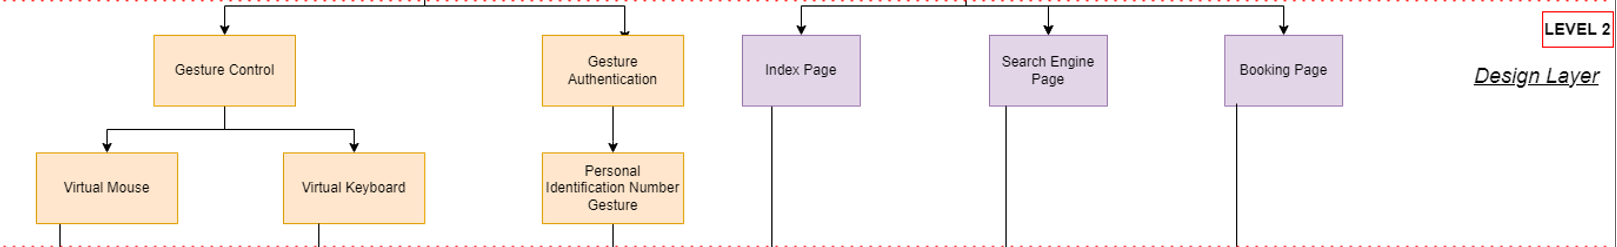 LEVEL 2
Gesture Control
Gesture
Authentication
Index Page
Search Engine
Page
Booking Page
Design Layer
Virtual Mouse
Virtual Keyboard
Personal
Identification Number
Gesture